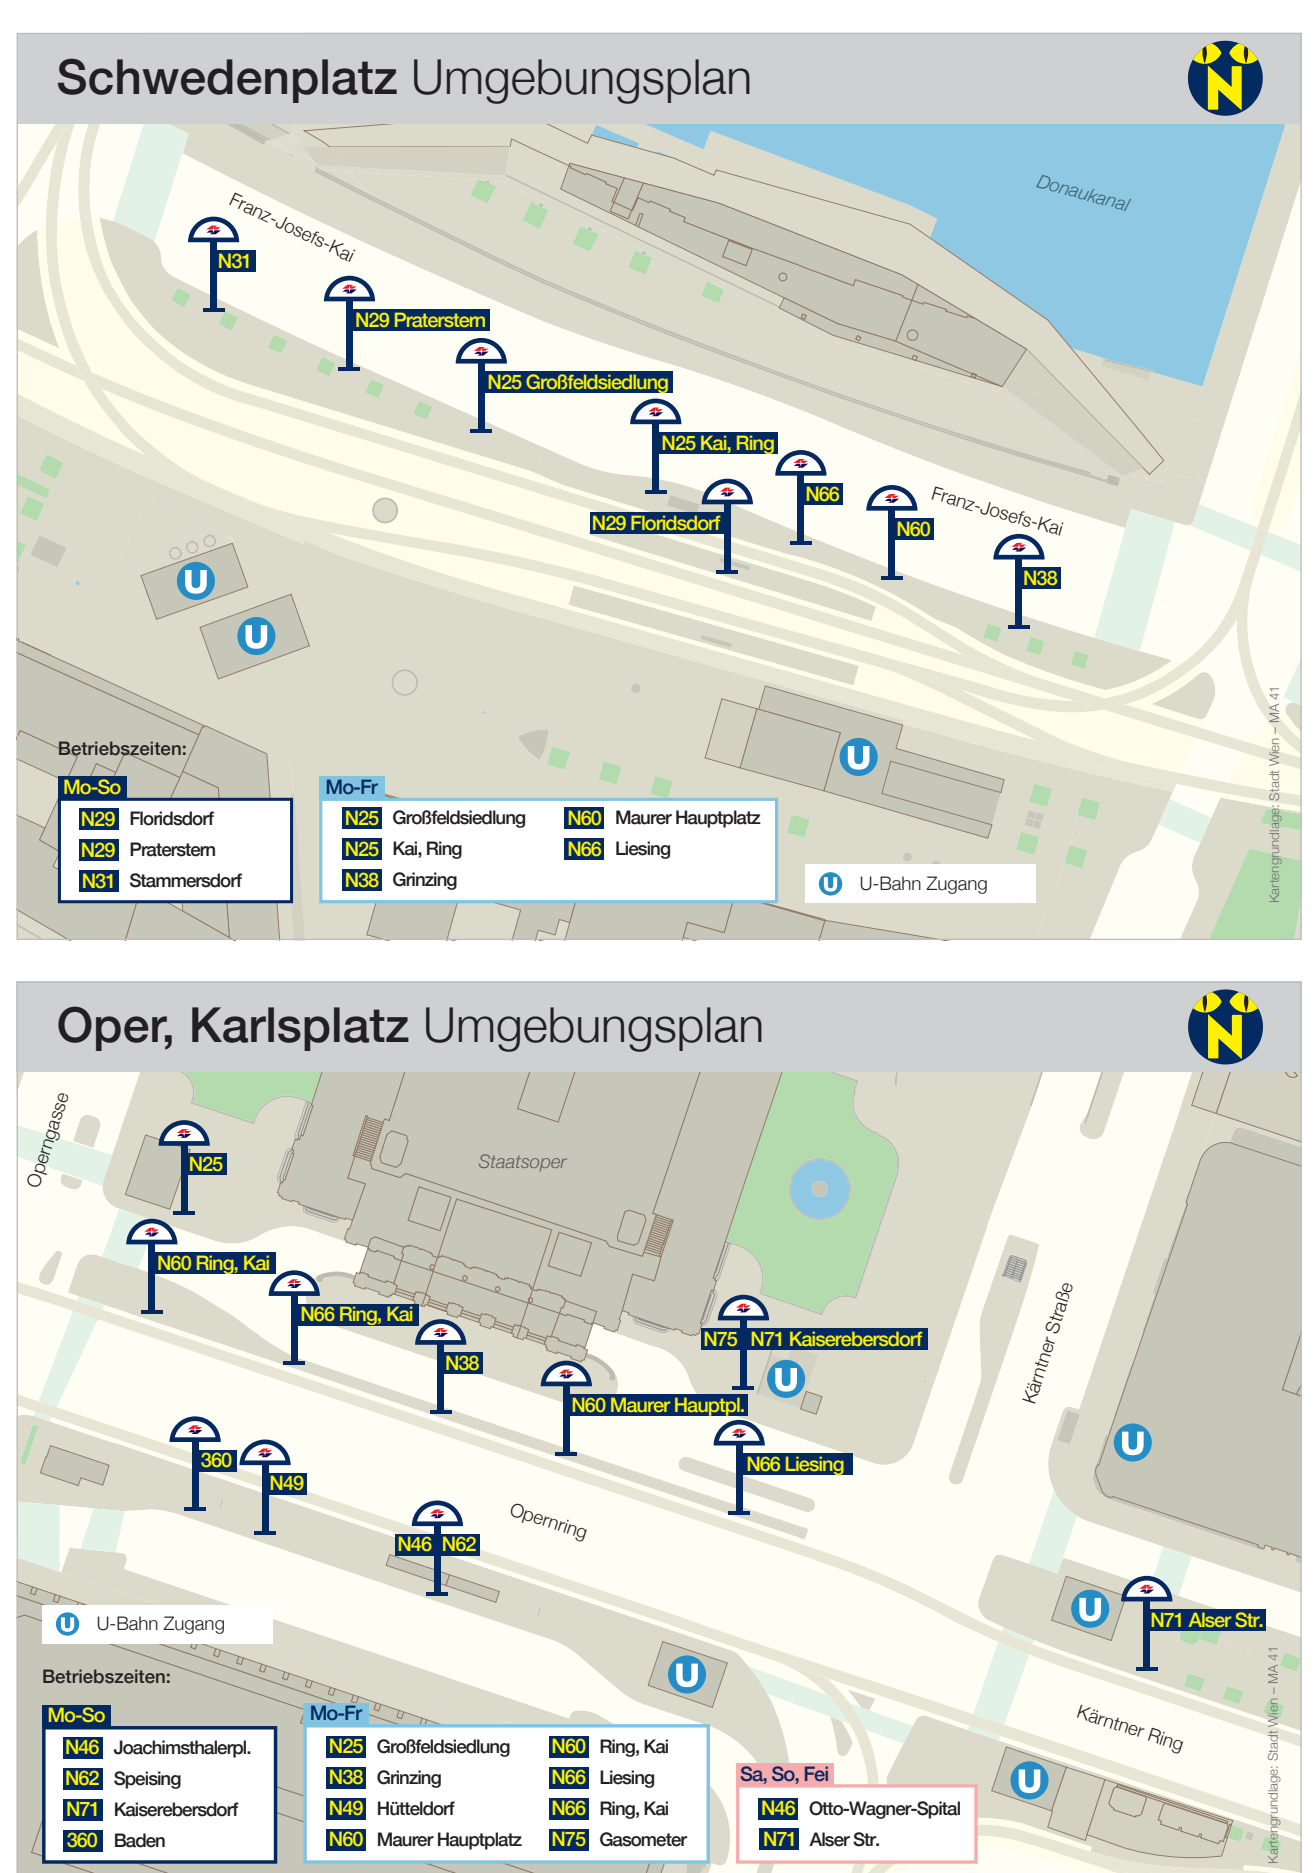 Schwedenplatz Umgebungsplan
N
Donaukanal
Franz-Josefs-Kai
N31
N29 Praterstern
N25 Großfeldsiedlung
N25 Kai, Ring
N66
N29 Floridsdorf
Franz-Josefs-Kai
N60
N38
U
U
U
Betriebszeiten:
Mo-So
N29 Floridsdorf
N29 Praterstern
N31 Stammersdorf
Mo-Fr
N25 Großfeldsiedlung
N25 Kai, Ring
N38 Grinzing
N60 Maurer Hauptplatz
N66 Liesing
U U-Bahn Zugang
Kartengrundlage: Stadt Wien – MA 41
Oper, Karlsplatz Umgebungsplan
N
Operngasse
N25
Staatsoper
N60 Ring, Kai
N66 Ring, Kai
N38
N75 N71 Kaiserebersdorf
U
Kärntner Straße
N60 Maurer Hauptpl.
N66 Liesing
U
360
N49
Opernring
N46 N62
U
N71 Alser Str.
U
Kärntner Ring
U
U U-Bahn Zugang
Betriebszeiten:
Mo-So
N46 Joachimsthalerpl.
N62 Speising
N71 Kaiserebersdorf
360 Baden
Mo-Fr
N25 Großfeldsiedlung
N38 Grinzing
N49 Hütteldorf
N60 Maurer Hauptplatz
N60 Ring, Kai
N66 Liesing
N66 Ring, Kai
N75 Gasometer
Sa, So, Fei
N46 Otto-Wagner-Spital
N71 Alser Str.
Kartengrundlage: Stadt Wien – MA 41